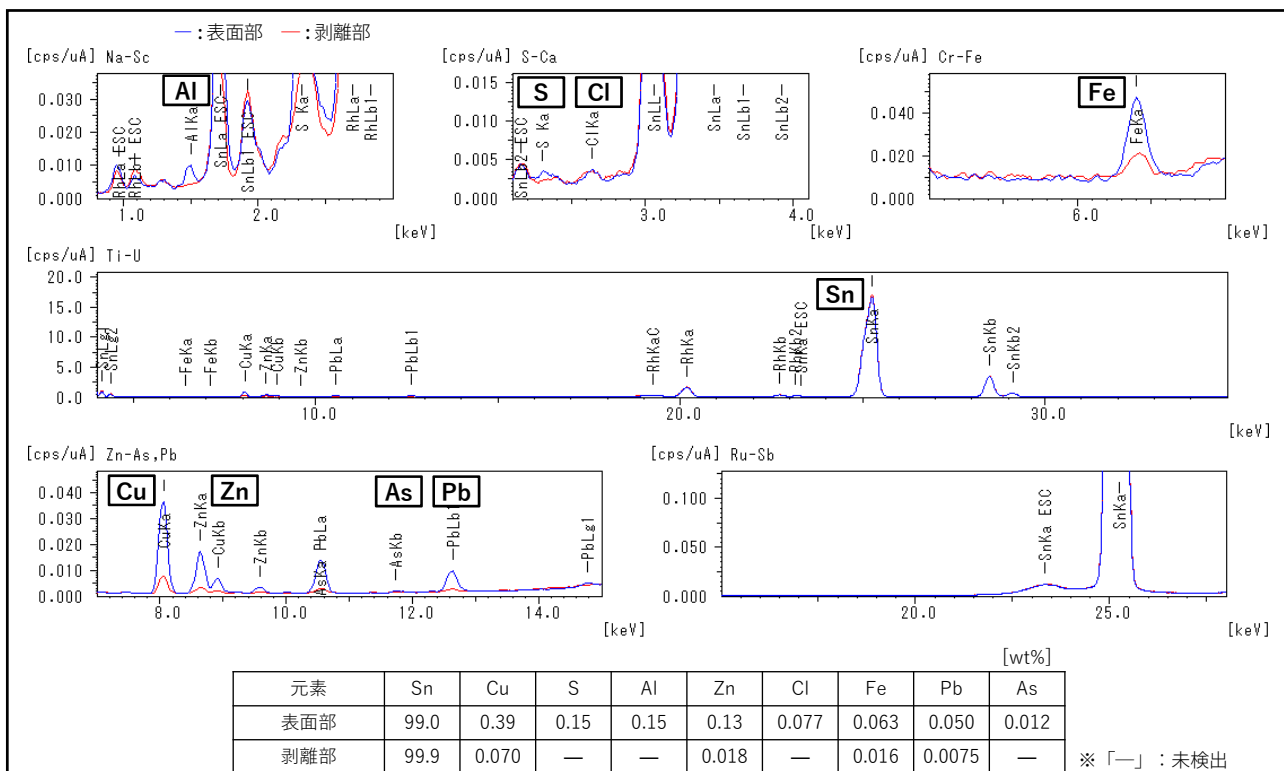 ―:表面部 ―:剥離部
[cps/uA] Na-Sc
0.030
0.020
0.010
0.000
Al
RhLa ESC
RhLb1 ESC
AlKa
SnLa ESC
SnLb1 ESC
S Ka
RhLa
RhLb1
1.0 2.0
[keV]
[cps/uA] S-Ca
0.015
0.010
0.005
0.000
S Cl
SnLb2 ESC
S Ka
ClKa
SnLL
SnLa
SnLb1
SnLb2
3.0 4.0
[keV]
[cps/uA] Cr-Fe
0.040
0.020
0.000
Fe
FeKa
6.0
[keV]
[cps/uA] Ti-U
20.0
15.0
10.0
5.0
0.0
Sn
SnLg1
SnLg2
FeKa
FeKb
CuKa
ZnKa
CuKb
ZnKb
PbLa
PbLb1
RhKaC
RhKa
RhKb
RhKb2
SnKa ESC
SnKa
SnKb
SnKb2
10.0 20.0 30.0
[keV]
[cps/uA] Zn-As,Pb
0.040
0.030
0.020
0.010
0.000
Cu Zn As Pb
CuKa
ZnKa
CuKb
ZnKb
AsKa PbLa
AsKb
PbLb1
PbLg1
8.0 10.0 12.0 14.0
[keV]
[cps/uA] Ru-Sb
0.100
0.050
0.000
SnKa ESC
SnKa
20.0 25.0
[keV]
[wt%]
元素 Sn Cu S Al Zn Cl Fe Pb As
表面部 99.0 0.39 0.15 0.15 0.13 0.077 0.063 0.050 0.012
剥離部 99.9 0.070 ― ― 0.018 ― 0.016 0.0075 ―
※「―」:未検出